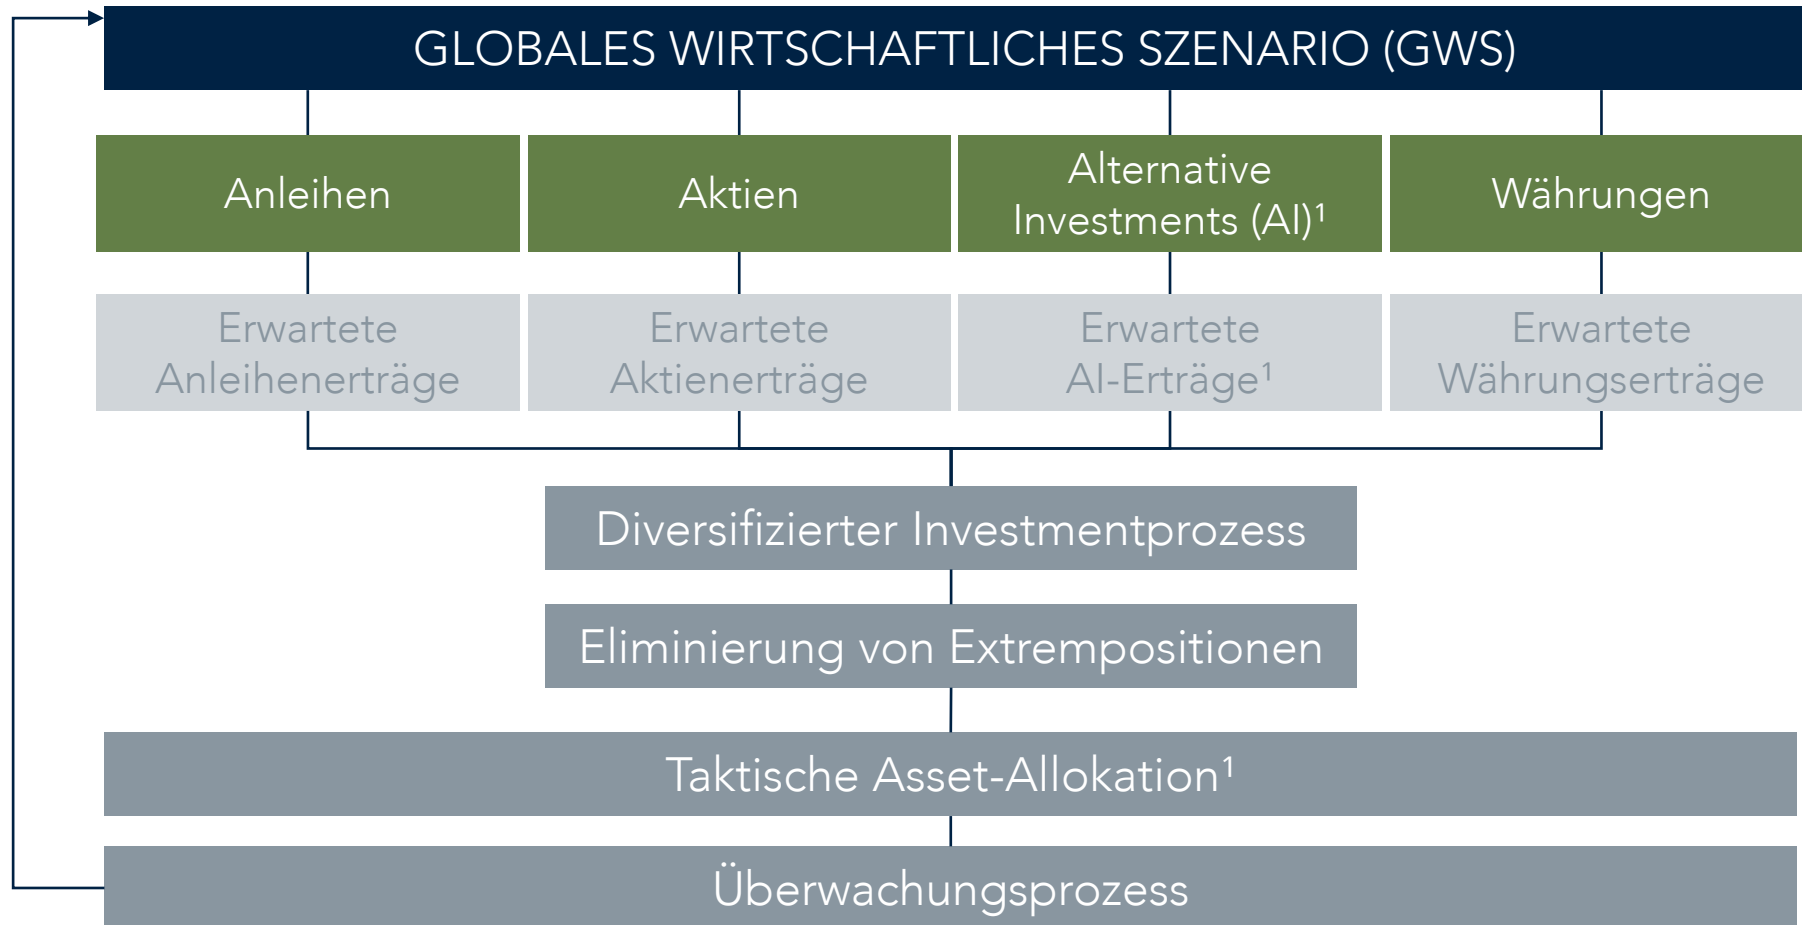 GLOBALES WIRTSCHAFTLICHES SZENARIO (GWS)
Anleihen
Aktien
Alternative
Investments (AI)¹
Währungen
Erwartete
Anleihenerträge
Erwartete
Aktienerträge
Erwartete
AI-Erträge¹
Erwartete
Währungserträge
Diversifizierter Investmentprozess
Eliminierung von Extrempositionen
Taktische Asset-Allokation¹
Überwachungsprozess